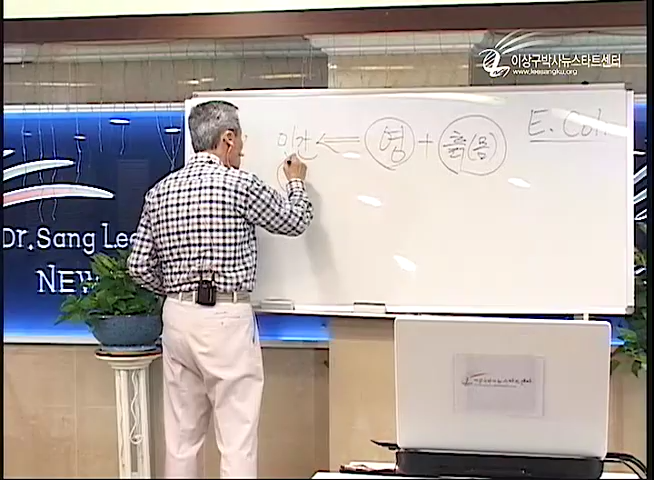 이상구박사뉴스타트센터
www.leesangku.org
인간 ⇐ 영 + 흙(몸)
E. Coli
Dr.Sang Lee
NEW